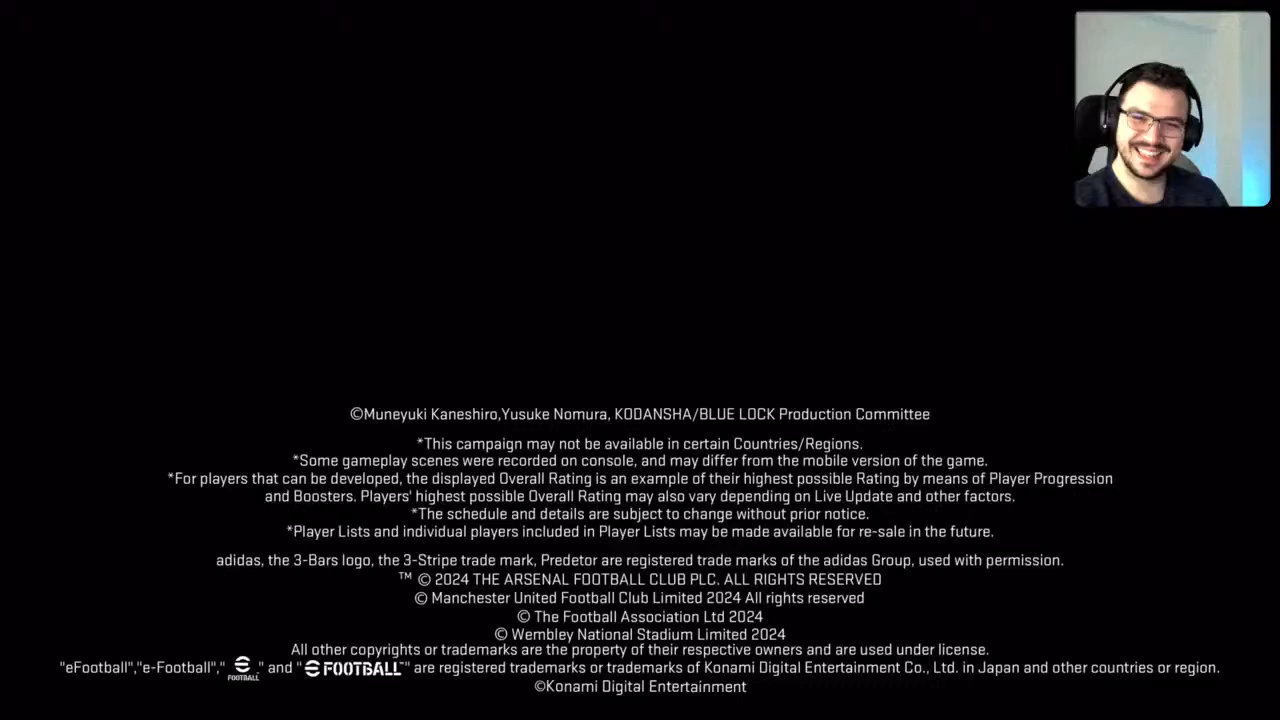 ©Muneyuki Kaneshiro,Yusuke Nomura, KODANSHA/BLUE LOCK Production Committee
*This campaign may not be available in certain Countries/Regions.
*Some gameplay scenes were recorded on console, and may differ from the mobile version of the game.
*For players that can be developed, the displayed Overall Rating is an example of their highest possible Rating by means of Player Progression
and Boosters. Players' highest possible Overall Rating may also vary depending on Live Update and other factors.
*The schedule and details are subject to change without prior notice.
*Player Lists and individual players included in Player Lists may be made available for re-sale in the future.
adidas, the 3-Bars logo, the 3-Stripe trade mark, Predetor are registered trade marks of the adidas Group, used with permission.
™ © 2024 THE ARSENAL FOOTBALL CLUB PLC. ALL RIGHTS RESERVED
© Manchester United Football Club Limited 2024 All rights reserved
© The Football Association Ltd 2024
© Wembley National Stadium Limited 2024
All other copyrights or trademarks are the property of their respective owners and are used under license.
"eFootball","e-Football","e FOOTBALL" and "eFOOTBALL™" are registered trademarks or trademarks of Konami Digital Entertainment Co., Ltd. in Japan and other countries or region.
©Konami Digital Entertainment